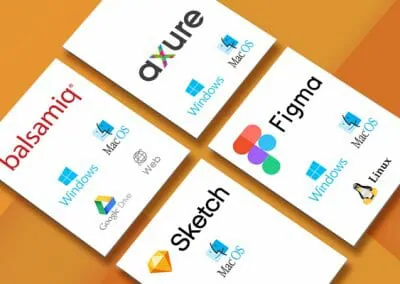 axure
Windows
MacOS
balsamiq®
Windows
MacOS
Google Drive
Web
Figma
Windows
MacOS
Linux
Sketch
MacOS